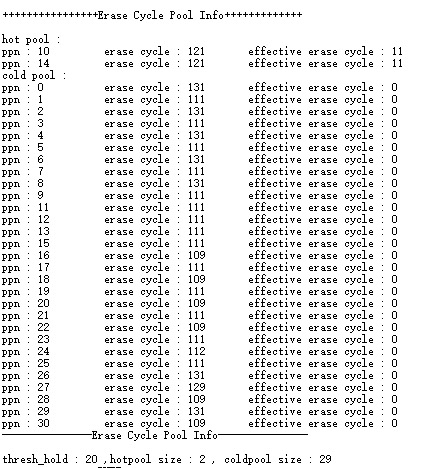 ++++++++++++++++Erase Cycle Pool Info+++++++++++++
hot pool :
ppn : 10 erase cycle : 121 effective erase cycle : 11
ppn : 14 erase cycle : 121 effective erase cycle : 11
cold pool :
ppn : 0 erase cycle : 131 effective erase cycle : 0
ppn : 1 erase cycle : 111 effective erase cycle : 0
ppn : 2 erase cycle : 131 effective erase cycle : 0
ppn : 3 erase cycle : 111 effective erase cycle : 0
ppn : 4 erase cycle : 131 effective erase cycle : 0
ppn : 5 erase cycle : 111 effective erase cycle : 0
ppn : 6 erase cycle : 131 effective erase cycle : 0
ppn : 7 erase cycle : 111 effective erase cycle : 0
ppn : 8 erase cycle : 131 effective erase cycle : 0
ppn : 9 erase cycle : 111 effective erase cycle : 0
ppn : 11 erase cycle : 111 effective erase cycle : 0
ppn : 12 erase cycle : 111 effective erase cycle : 0
ppn : 13 erase cycle : 111 effective erase cycle : 0
ppn : 15 erase cycle : 111 effective erase cycle : 0
ppn : 16 erase cycle : 109 effective erase cycle : 0
ppn : 17 erase cycle : 111 effective erase cycle : 0
ppn : 18 erase cycle : 109 effective erase cycle : 0
ppn : 19 erase cycle : 111 effective erase cycle : 0
ppn : 20 erase cycle : 109 effective erase cycle : 0
ppn : 21 erase cycle : 111 effective erase cycle : 0
ppn : 22 erase cycle : 109 effective erase cycle : 0
ppn : 23 erase cycle : 111 effective erase cycle : 0
ppn : 24 erase cycle : 112 effective erase cycle : 0
ppn : 25 erase cycle : 111 effective erase cycle : 0
ppn : 26 erase cycle : 131 effective erase cycle : 0
ppn : 27 erase cycle : 129 effective erase cycle : 0
ppn : 28 erase cycle : 109 effective erase cycle : 0
ppn : 29 erase cycle : 131 effective erase cycle : 0
ppn : 30 erase cycle : 109 effective erase cycle : 0
---------------Erase Cycle Pool Info---------------
thresh_hold : 20 ,hotpool size : 2 , coldpool size : 29